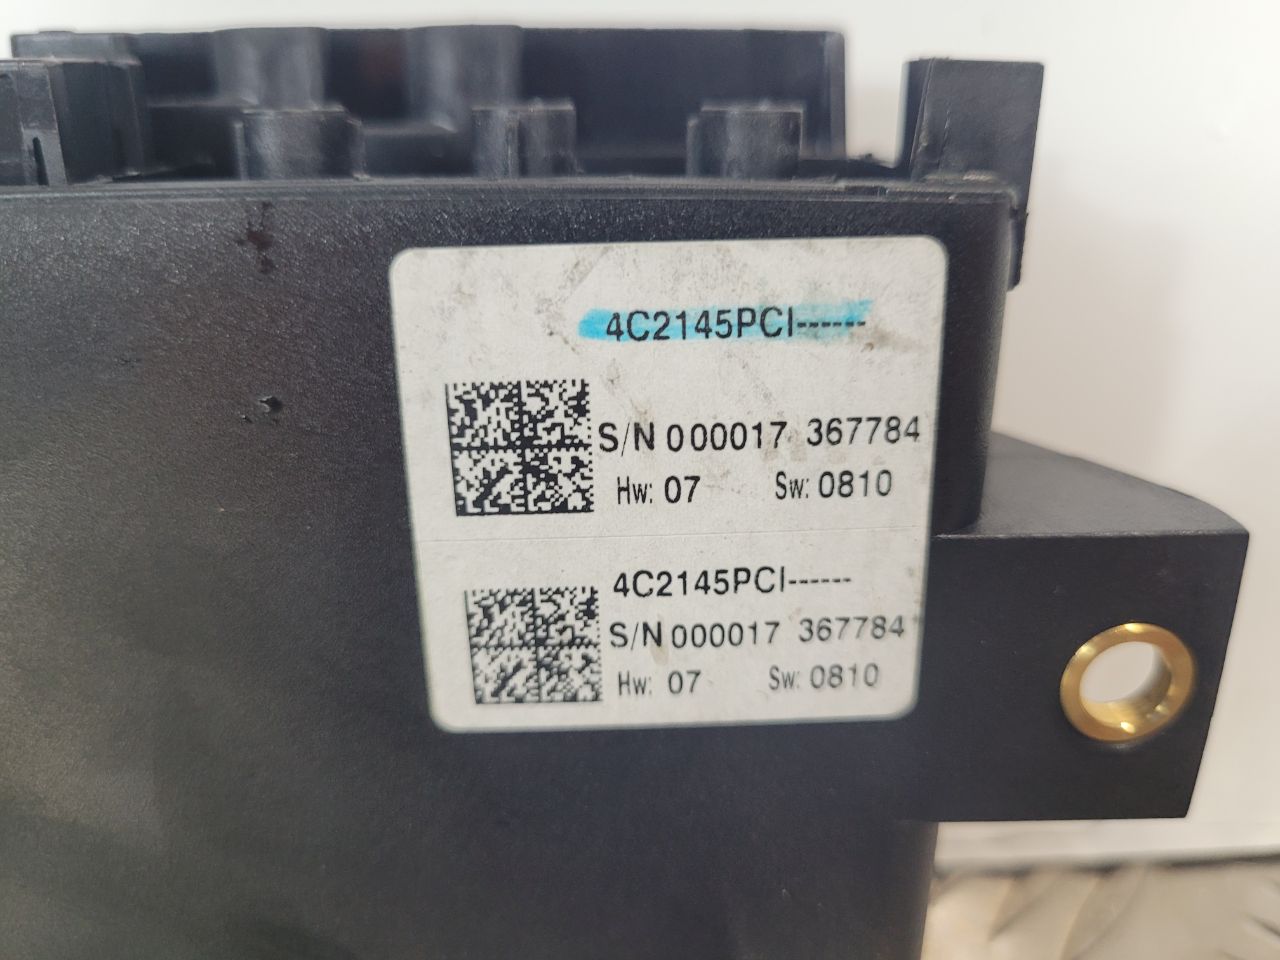 4C2145PCI------
S/N 000017 367784
Hw: 07 Sw: 0810
4C2145PCI------
S/N 000017 367784
Hw: 07 Sw: 0810